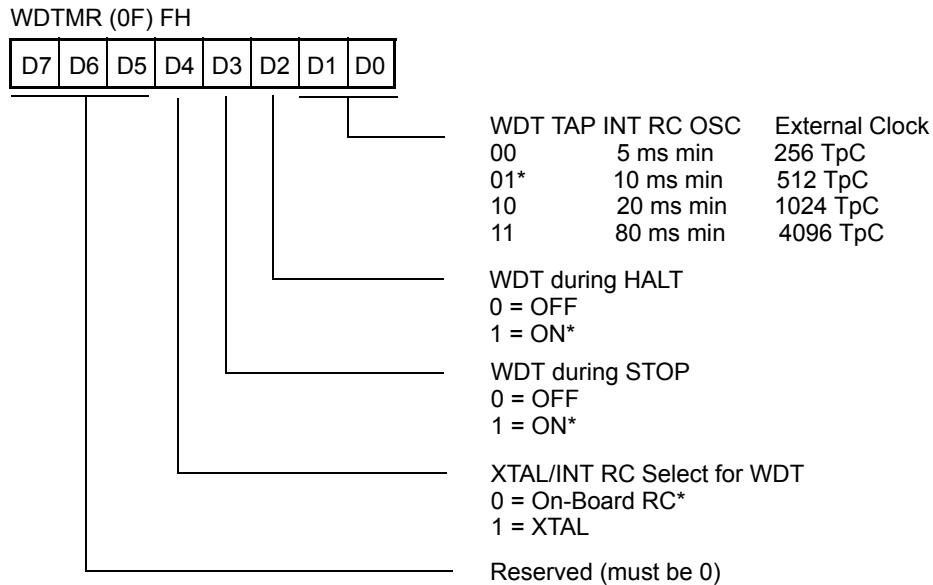 WDTMR (0F) FH
D7 D6 D5 D4 D3 D2 D1 D0
WDT TAP INT RC OSC External Clock
00 5 ms min 256 TpC
01* 10 ms min 512 TpC
10 20 ms min 1024 TpC
11 80 ms min 4096 TpC
WDT during HALT
0 = OFF
1 = ON*
WDT during STOP
0 = OFF
1 = ON*
XTAL/INT RC Select for WDT
0 = On-Board RC*
1 = XTAL
Reserved (must be 0)